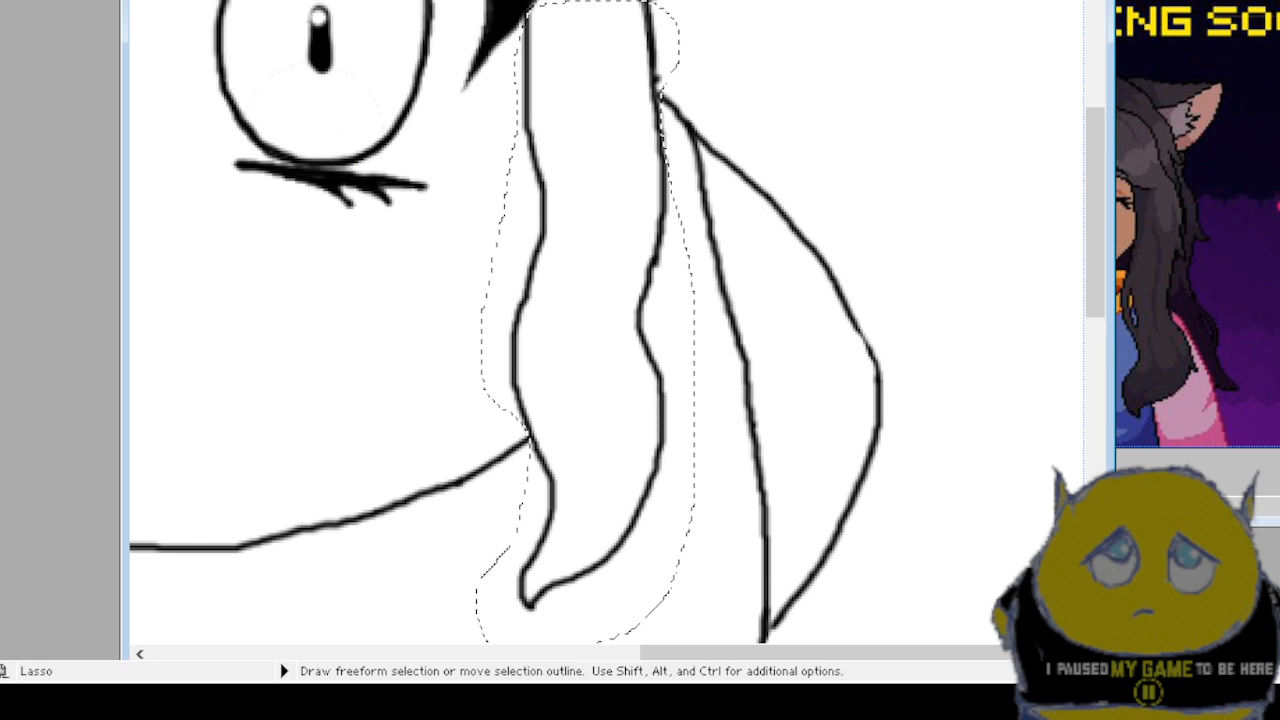 ING SO
Lasso
Draw freeform selection or move selection outline. Use Shift, Alt, and Ctrl for additional options.
I PAUSED MY GAME TO BE HERE